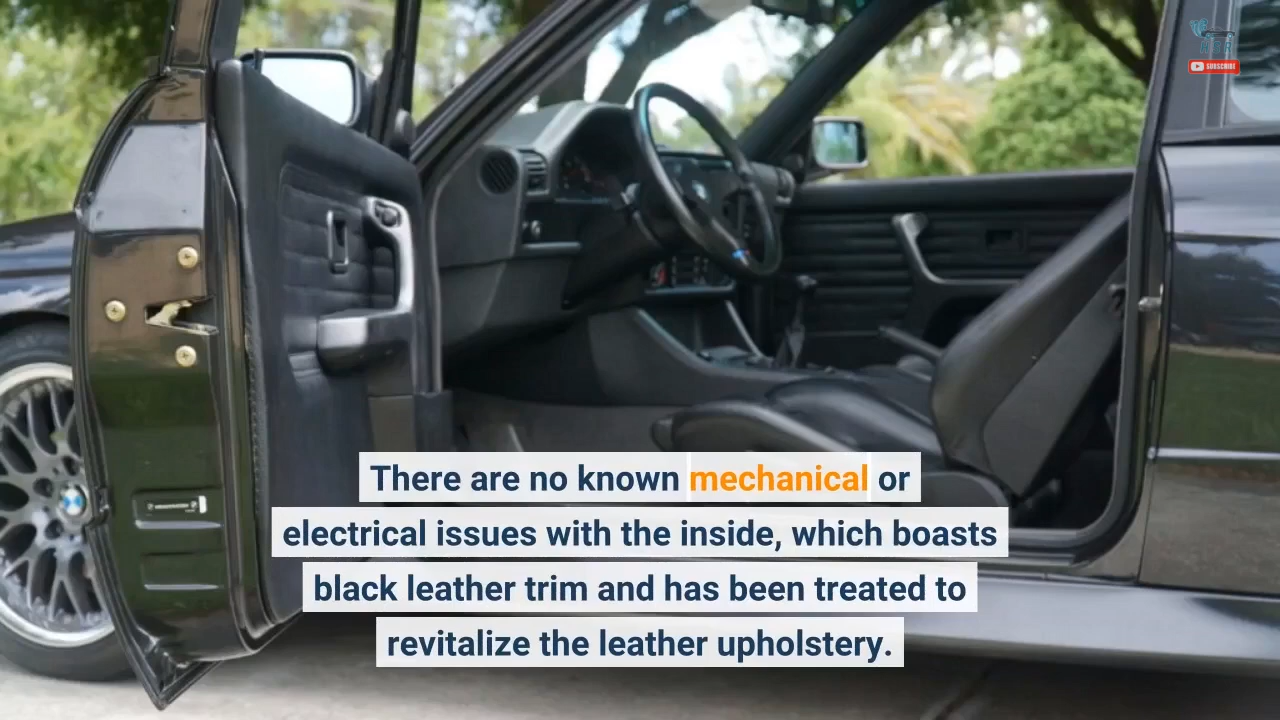 HBR
SUBSCRIBE
There are no known mechanical or
electrical issues with the inside, which boasts
black leather trim and has been treated to
revitalize the leather upholstery.